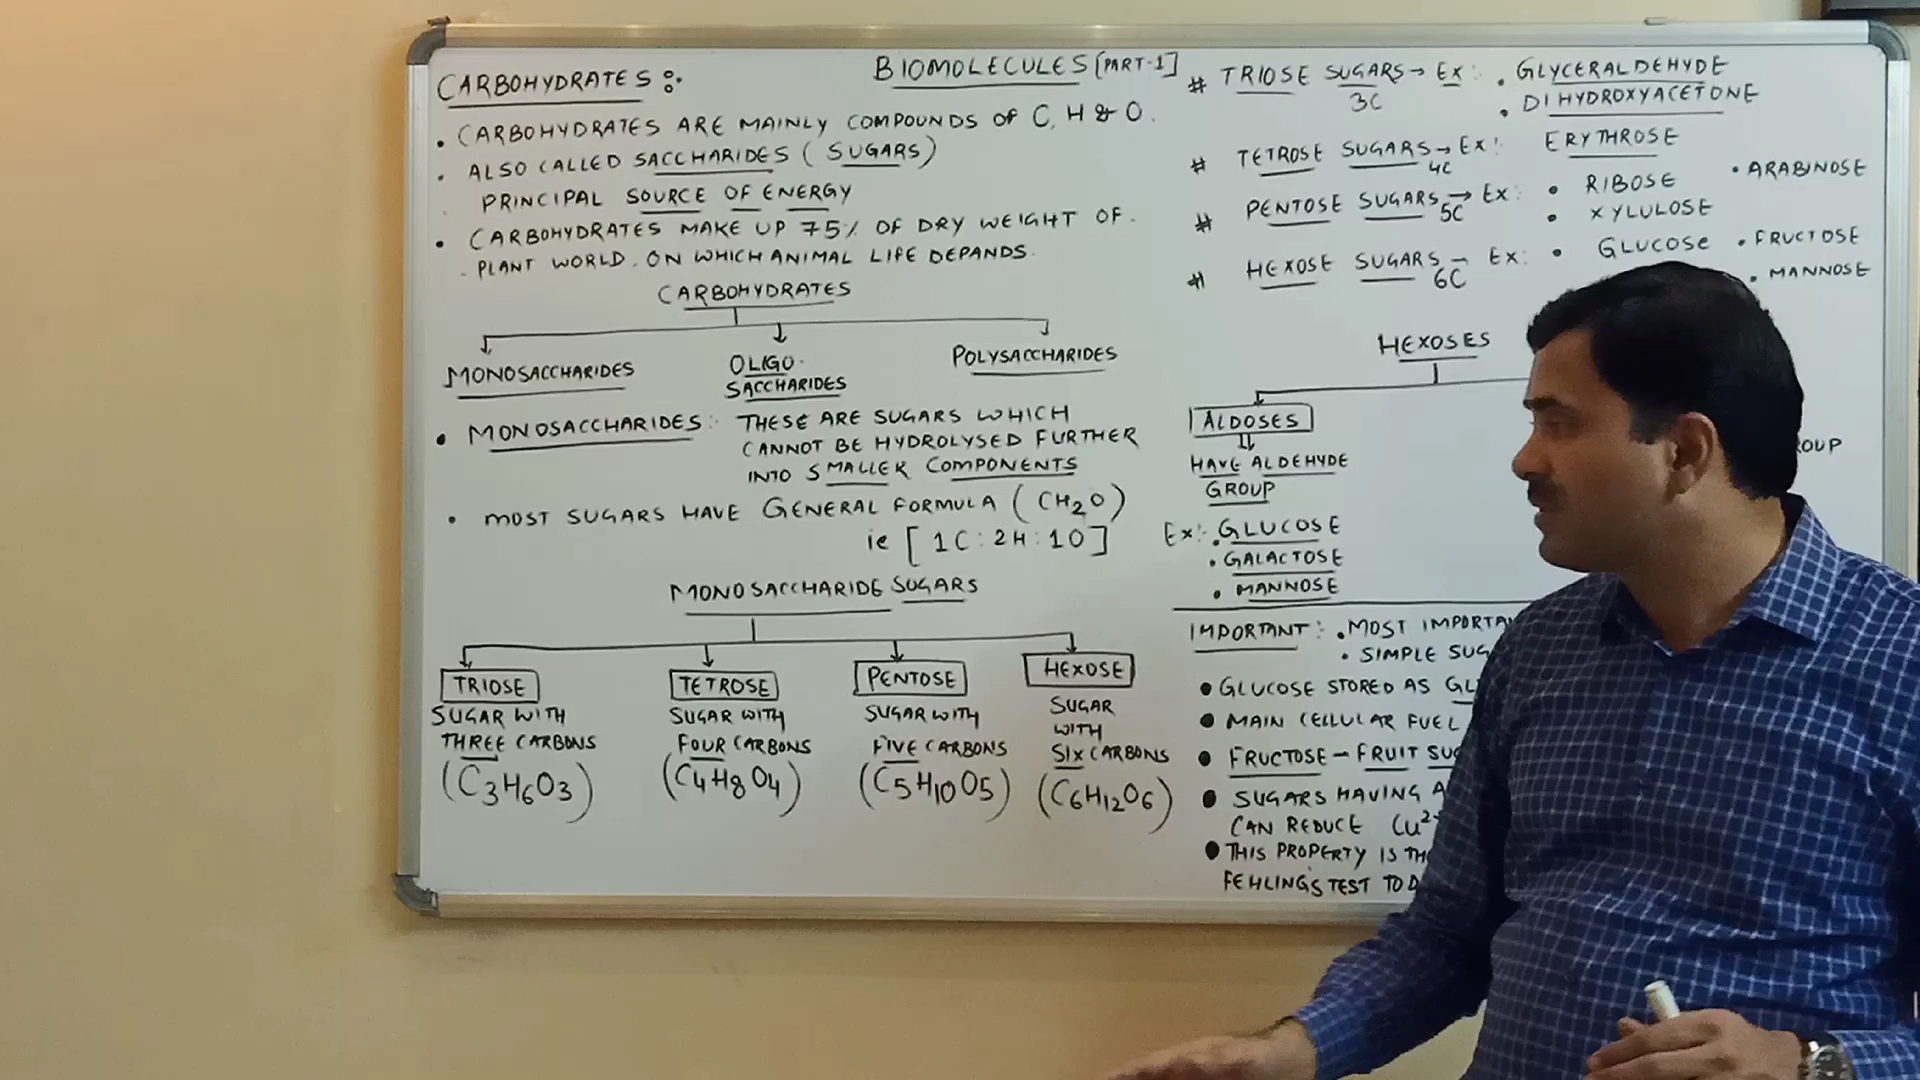 BIOMOLECULES [PART-1]
CARBOHYDRATES:
• CARBOHYDRATES ARE MAINLY COMPOUNDS OF C, H & O.
• ALSO CALLED SACCHARIDES (SUGARS)
PRINCIPAL SOURCE OF ENERGY
• CARBOHYDRATES MAKE UP 75% OF DRY WEIGHT OF
PLANT WORLD. ON WHICH ANIMAL LIFE DEPANDS.
CARBOHYDRATES
MONOSACCHARIDES
OLIGO-
SACCHARIDES
POLYSACCHARIDES
• MONOSACCHARIDES: THESE ARE SUGARS WHICH
CANNOT BE HYDROLYSED FURTHER
INTO SMALLER COMPONENTS
• MOST SUGARS HAVE GENERAL FORMULA (CH2O)
ie [1C:2H:1O]
MONOSACCHARIDE SUGARS
TRIOSE
SUGAR WITH
THREE CARBONS
(C3H6O3)
TETROSE
SUGAR WITH
FOUR CARBONS
(C4H8O4)
PENTOSE
SUGAR WITH
FIVE CARBONS
(C5H10O5)
HEXOSE
SUGAR
WITH
SIX CARBONS
(C6H12O6)
# TRIOSE SUGARS → Ex: • GLYCERALDEHYDE
3C
• DIHYDROXYACETONE
# TETROSE SUGARS → Ex: ERYTHROSE
4C
# PENTOSE SUGARS → Ex: • RIBOSE • ARABINOSE
5C
• XYLULOSE
# HEXOSE SUGARS - Ex: • GLUCOSE • FRUCTOSE
6C
• MANNOSE
HEXOSES
ALDOSES
HAVE ALDEHYDE
GROUP
Ex: • GLUCOSE
• GALACTOSE
• MANNOSE
IMPORTANT: • MOST
• SIMPLE
• GLUCOSE STORED AS
• MAIN CELLULAR FUEL
• FRUCTOSE - FRUIT
• SUGARS HAVING
CAN REDUCE Cu2+
• THIS PROPERTY IS
FEHLING'S TEST TO